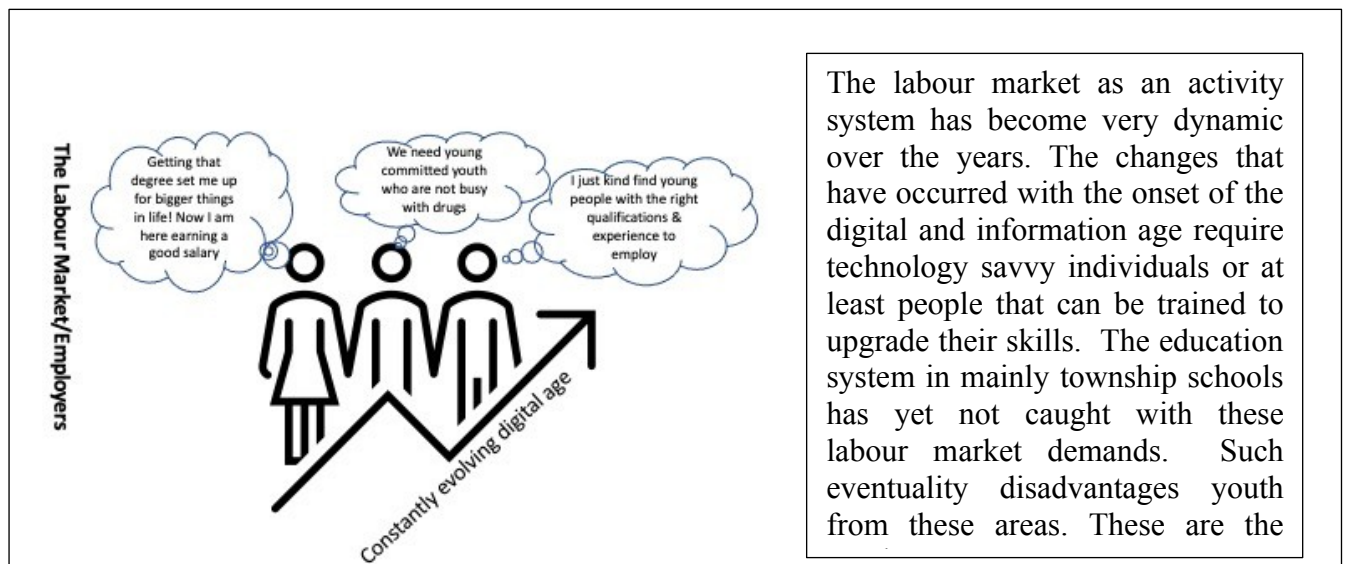 The Labour Market/Employers
Getting that
degree set me up
for bigger things
in life! Now I am
here earning a
good salary
We need young
committed youth
who are not busy
with drugs
I just kind find young
people with the right
qualifications &
experience to
employ
Constantly evolving digital age
The labour market as an activity
system has become very dynamic
over the years. The changes that
have occurred with the onset of the
digital and information age require
technology savvy individuals or at
least people that can be trained to
upgrade their skills. The education
system in mainly township schools
has yet not caught with these
labour market demands. Such
eventuality disadvantages youth
from these areas. These are the